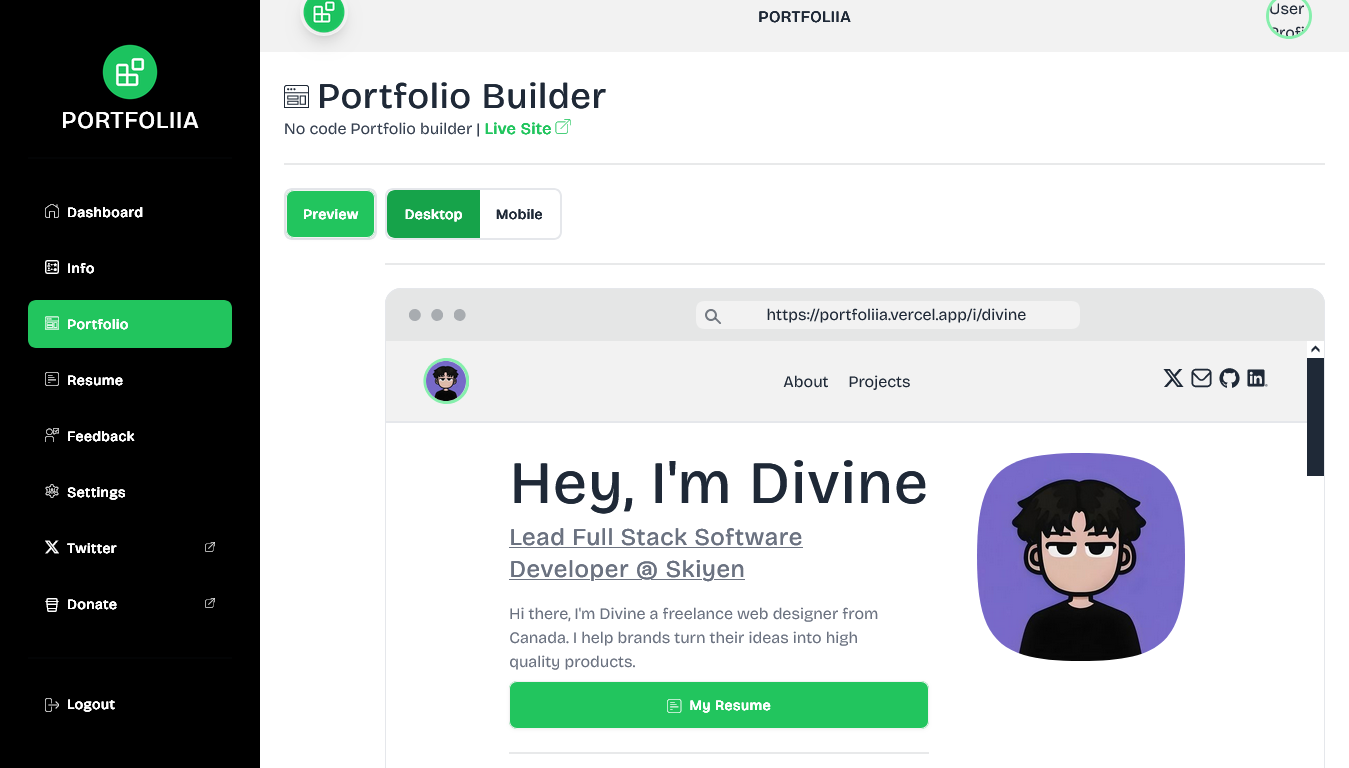 PORTFOLIIA
Dashboard
Info
Portfolio
Resume
Feedback
Settings
Twitter
Donate
Logout
PORTFOLIIA
User
Profi
Portfolio Builder
No code Portfolio builder | Live Site
Preview
Desktop
Mobile
https://portfoliia.vercel.app/i/divine
About
Projects
Hey, I'm Divine
Lead Full Stack Software
Developer @ Skiyen
Hi there, I'm Divine a freelance web designer from
Canada. I help brands turn their ideas into high
quality products.
My Resume